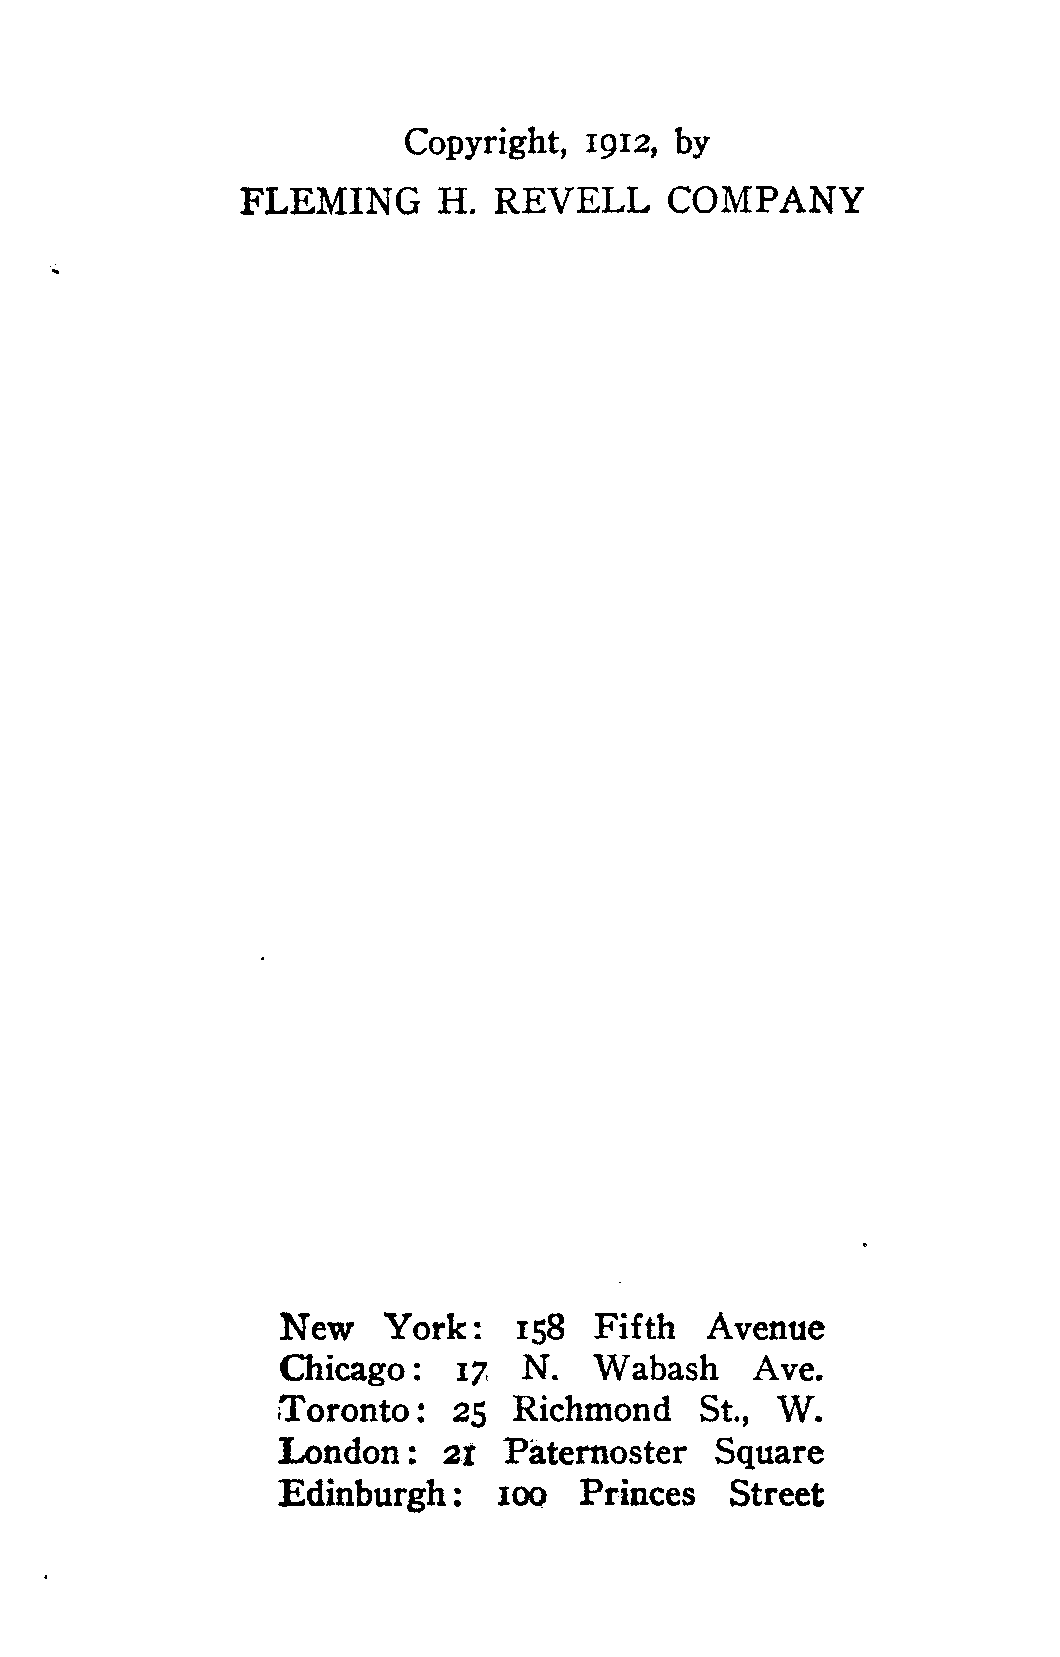 Copyright, 1912, by
FLEMING H. REVELL COMPANY
New York: 158 Fifth Avenue
Chicago: 17 N. Wabash Ave.
Toronto: 25 Richmond St., W.
London: 21 Paternoster Square
Edinburgh: 100 Princes Street